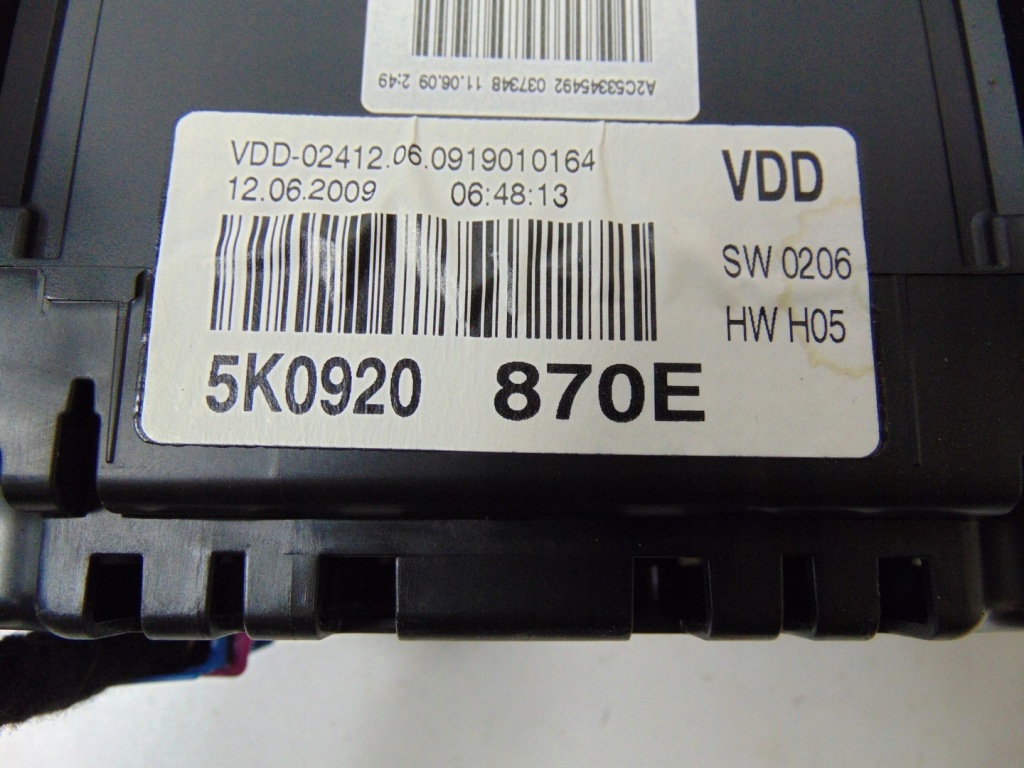 A2C53345492 037348 11.06.09 2:49
VDD-02412.06.0919010164
12.06.2009 06:48:13
VDD
SW 0206
HW H05
5K0920 870E